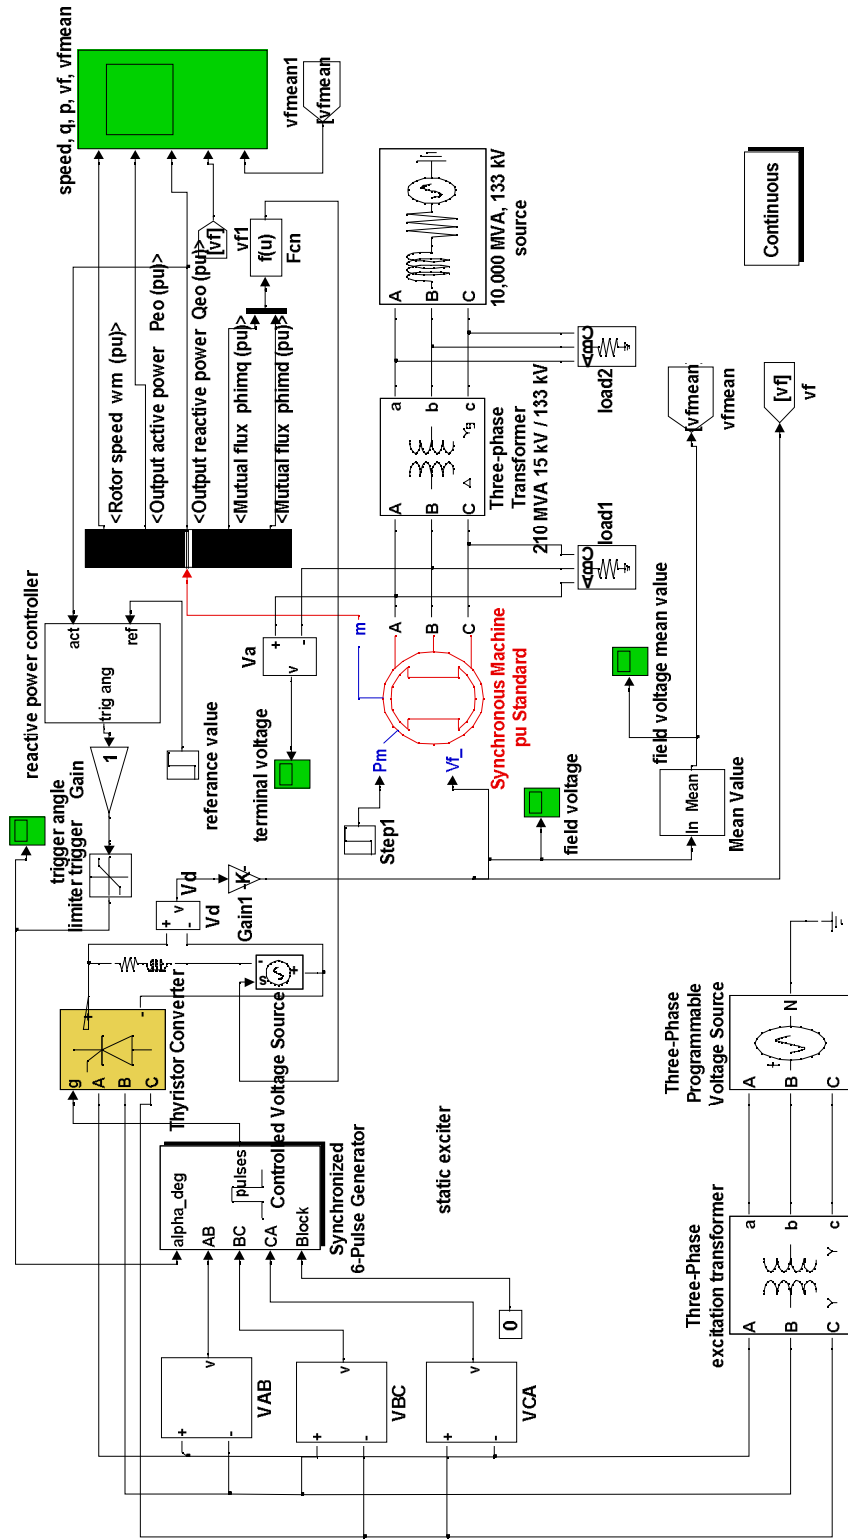 speed, q, p, vf, vfmean
vfmean1
[vfmean
[vf]
vf1
f(u)
Fcn
<Rotor speed wm (pu)>
<Output active power Peo (pu)>
<Output reactive power Qeo (pu)>
<Mutual flux phimq (pu)>
<Mutual flux phimd (pu)>
reactive power controller
act
ref
trig ang
1
Gain
referance value
trigger angle
limiter trigger
Va
+
-
v
terminal voltage
Vd
+
-
v
Vd
-K-
Gain1
g
A
B
C
+
-
Thyristor Converter
-
s
+
Controlled Voltage Source
alpha_deg
AB
BC
CA
Block
pulses
Synchronized
6-Pulse Generator
static exciter
0
+
-
v
VAB
+
-
v
VBC
+
-
v
VCA
Step1
Pm
m
Vf_
A
B
C
Synchronous Machine
pu Standard
A
B
C
a
b
c
Yg
Three-phase
Transformer
210 MVA 15 kV / 133 kV
A
B
C
10,000 MVA, 133 kV
source
A
B
C
load1
A
B
C
load2
Continuous
field voltage
field voltage mean value
In Mean
Mean Value
[vfmean
vfmean
[vf]
vf
N
A
B
C
Three-Phase
Programmable
Voltage Source
A
B
C
a
b
c
Y
Y
Three-Phase
excitation transformer